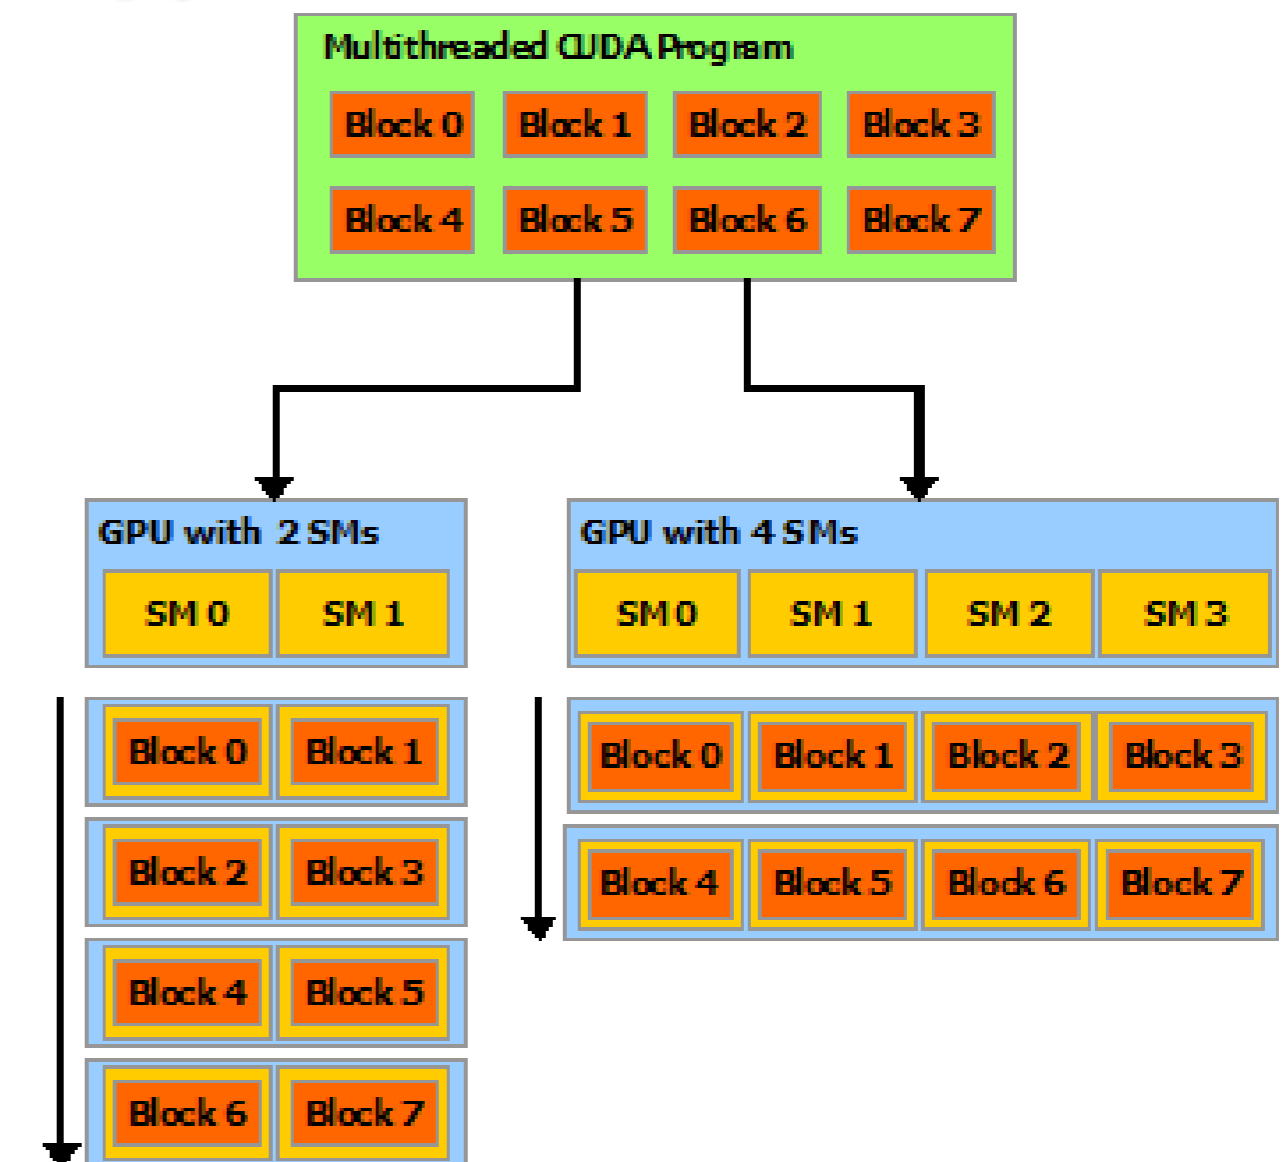 Multithreaded CUDA Program
Block 0 Block 1 Block 2 Block 3
Block 4 Block 5 Block 6 Block 7
GPU with 2 SMs
SM 0 SM 1
Block 0 Block 1
Block 2 Block 3
Block 4 Block 5
Block 6 Block 7
GPU with 4 SMs
SM 0 SM 1 SM 2 SM 3
Block 0 Block 1 Block 2 Block 3
Block 4 Block 5 Block 6 Block 7